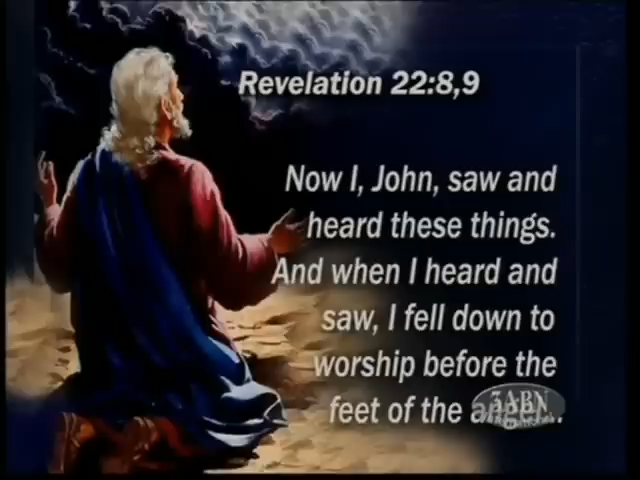 Revelation 22:8,9
Now I, John, saw and
heard these things.
And when I heard and
saw, I fell down to
worship before the
feet of the
3ABN